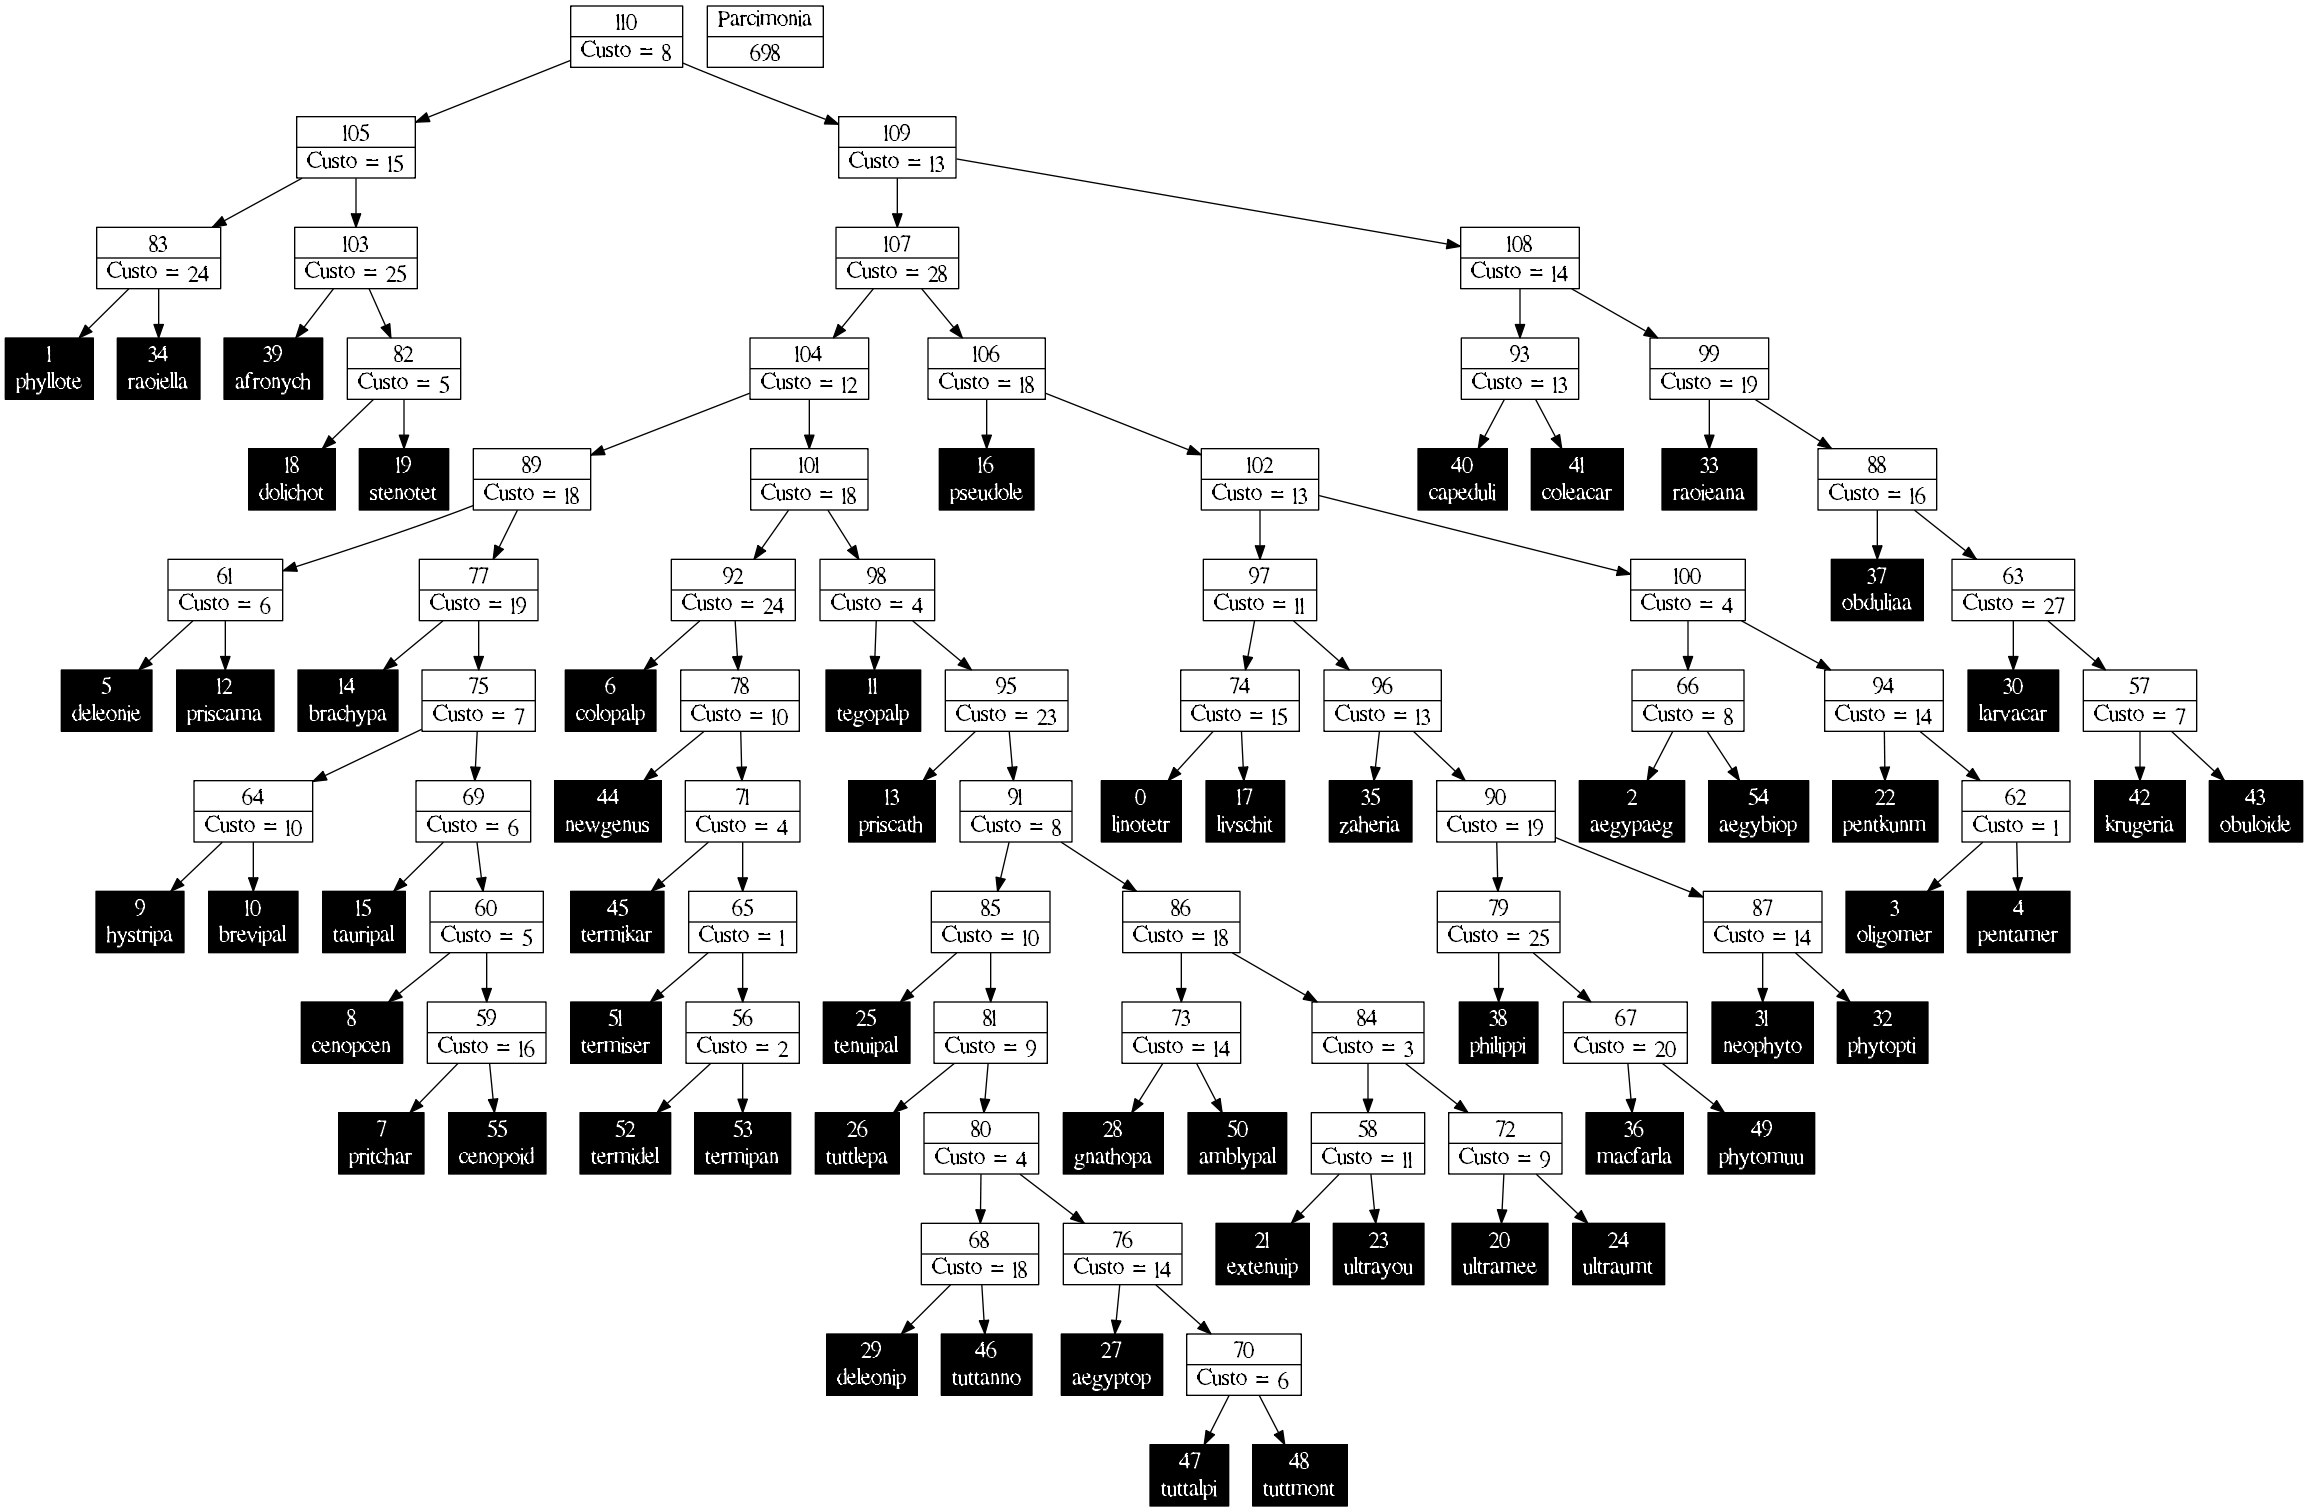 110
Custo = 8
Parcimonia
698
105
Custo = 15
109
Custo = 13
83
Custo = 24
103
Custo = 25
107
Custo = 28
108
Custo = 14
1
phyllote
34
raoiella
39
afronych
82
Custo = 5
104
Custo = 12
106
Custo = 18
93
Custo = 13
99
Custo = 19
18
dolichot
19
stenotet
89
Custo = 18
101
Custo = 18
16
pseudole
102
Custo = 13
40
capeduli
41
coleacar
33
raoieana
88
Custo = 16
61
Custo = 6
77
Custo = 19
92
Custo = 24
98
Custo = 4
97
Custo = 11
100
Custo = 4
37
obduliaa
63
Custo = 27
5
deleonie
12
priscama
14
brachypa
75
Custo = 7
6
colopalp
78
Custo = 10
11
tegopalp
95
Custo = 23
74
Custo = 15
96
Custo = 13
66
Custo = 8
94
Custo = 14
30
larvacar
57
Custo = 7
64
Custo = 10
69
Custo = 6
44
newgenus
71
Custo = 4
13
priscath
91
Custo = 8
0
linotetr
17
livschit
35
zaheria
90
Custo = 19
2
aegypaeg
54
aegybiop
22
pentkunm
62
Custo = 1
42
krugeria
43
obuloide
9
hystripa
10
brevipal
15
tauripal
60
Custo = 5
45
termikar
65
Custo = 1
85
Custo = 10
86
Custo = 18
79
Custo = 25
87
Custo = 14
3
oligomer
4
pentamer
8
cenopcen
59
Custo = 16
51
termiser
56
Custo = 2
25
tenuipal
81
Custo = 9
73
Custo = 14
84
Custo = 3
38
philippi
67
Custo = 20
31
neophyto
32
phytopti
7
pritchar
55
cenopoid
52
termidel
53
termipan
26
tuttlepa
80
Custo = 4
28
gnathopa
50
amblypal
58
Custo = 11
72
Custo = 9
36
macfarla
49
phytomuu
68
Custo = 18
76
Custo = 14
21
extenuip
23
ultrayou
20
ultramee
24
ultraumt
29
deleonip
46
tuttanno
27
aegyptop
70
Custo = 6
47
tuttalpi
48
tuttmont